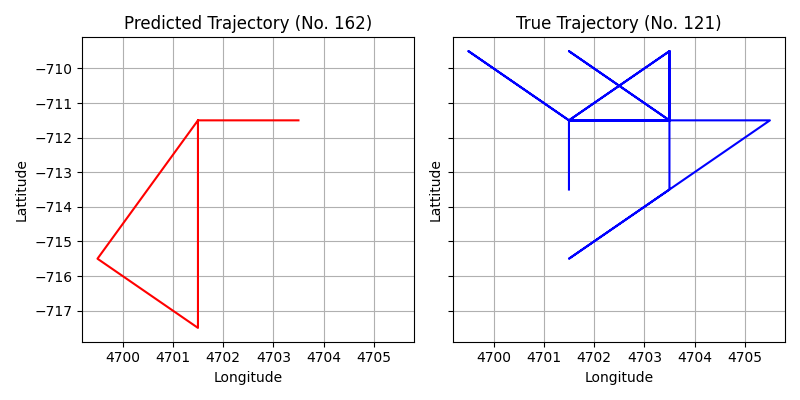 Predicted Trajectory (No. 162)
True Trajectory (No. 121)
Lattitude
−710
−711
−712
−713
−714
−715
−716
−717
4700 4701 4702 4703 4704 4705
Longitude
Lattitude
4700 4701 4702 4703 4704 4705
Longitude